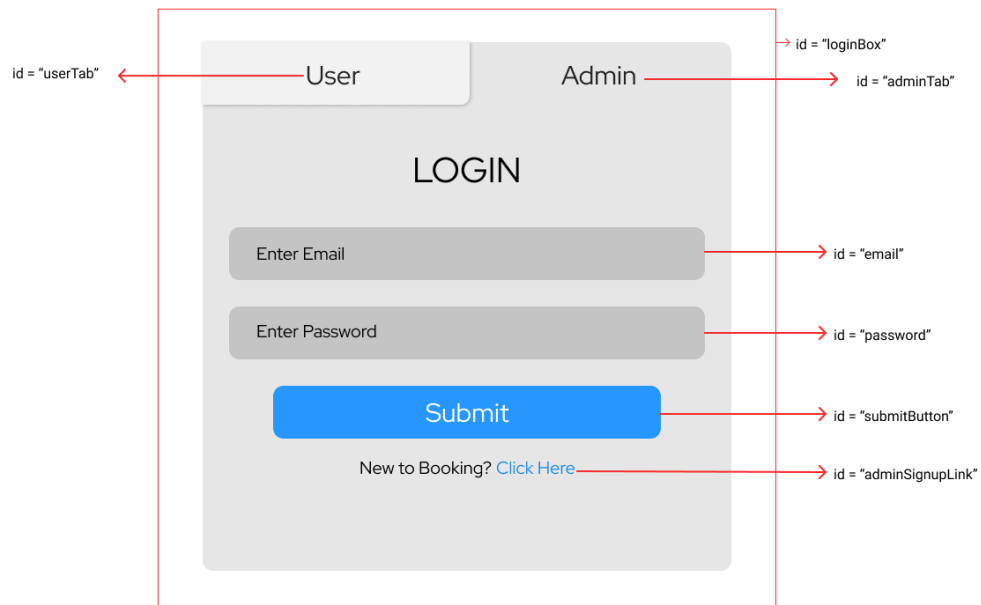 id = “loginBox”
id = “userTab”
User
Admin
id = “adminTab”
LOGIN
Enter Email
id = “email”
Enter Password
id = “password”
Submit
id = “submitButton”
New to Booking? Click Here
id = “adminSignupLink”